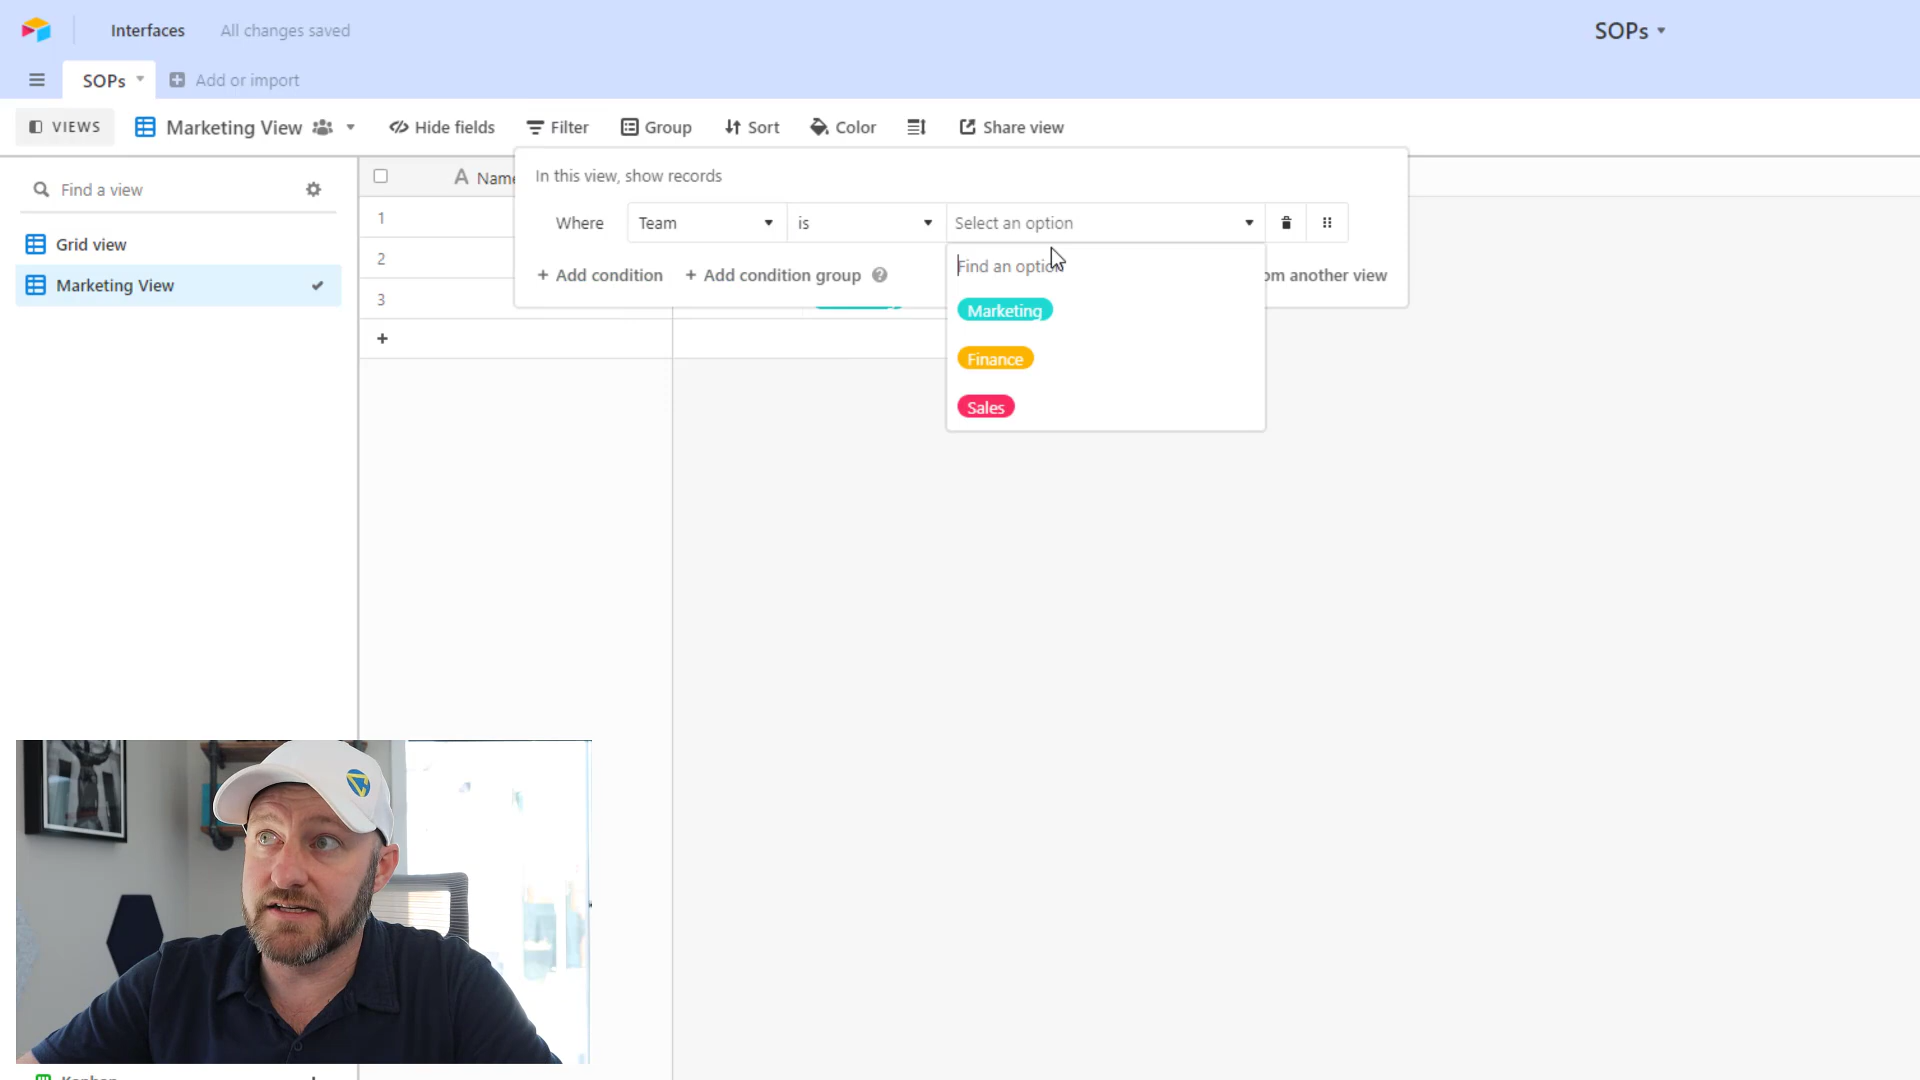 Interfaces All changes saved SOPs
SOPs Add or import
VIEWS Marketing View Hide fields Filter Group Sort Color Share view
Find a view
Grid view
Marketing View
A Name
1
2
3
+
In this view, show records
Where Team is Select an option
+ Add condition + Add condition group ? om another view
Find an option
Marketing
Finance
Sales